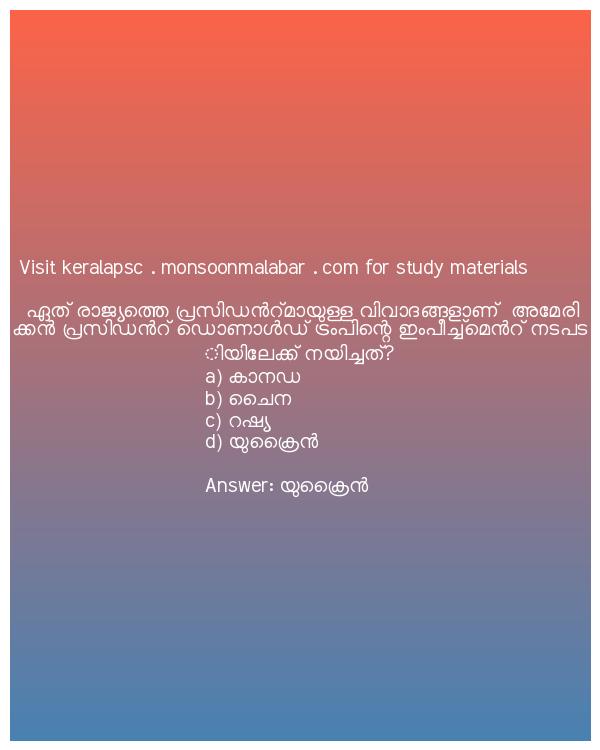 Visit keralapsc . monsoonmalabar . com for study materials
ഏത് രാജ്യത്തെ പ്രസിഡൻറ്മായുള്ള വിവാദങ്ങളാണ് അമേരി
ക്കൻ പ്രസിഡൻറ് ഡൊണാൾഡ് ട്രംപിന്റെ ഇംപീച്ച്മെൻറ് നടപട
ിയിലേക്ക് നയിച്ചത്?
a) കാനഡ
b) ചൈന
c) റഷ്യ
d) യുക്രൈൻ
Answer: യുക്രൈൻ